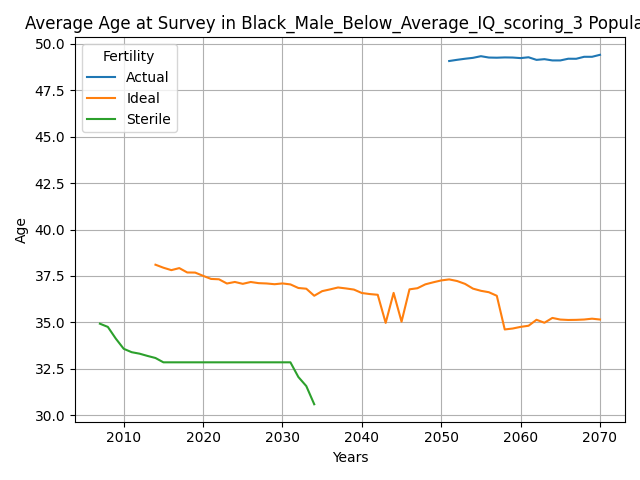 Average Age at Survey in Black_Male_Below_Average_IQ_scoring_3 Popula
Fertility
Actual
Ideal
Sterile
50.0
47.5
45.0
42.5
40.0
37.5
35.0
32.5
30.0
Age
2010 2020 2030 2040 2050 2060 2070
Years